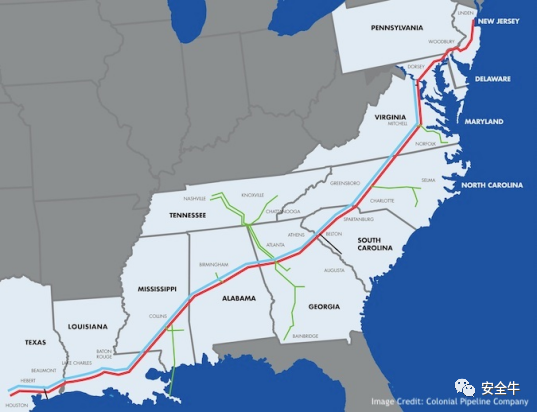 LINDEN
PENNSYLVANIA
NEW JERSEY
WOODBURY
DORSEY
DELAWARE
VIRGINIA
MARYLAND
MITCHELL
NORFOLK
NORTH CAROLINA
GREENSBORO
SELMA
NASHVILLE
KNOXVILLE
CHARLOTTE
TENNESSEE
CHATTANOOGA
SPARTANBURG
ATHENS
BELTON
ATLANTA
SOUTH
CAROLINA
BIRMINGHAM
AUGUSTA
MISSISSIPPI
ALABAMA
GEORGIA
COLLINS
LOUISIANA
BAINBRIDGE
TEXAS
BATON
ROUGE
LAKE CHARLES
BEAUMONT
HEBERT
HOUSTON
安全牛
Image Credit: Colonial Pipeline Company